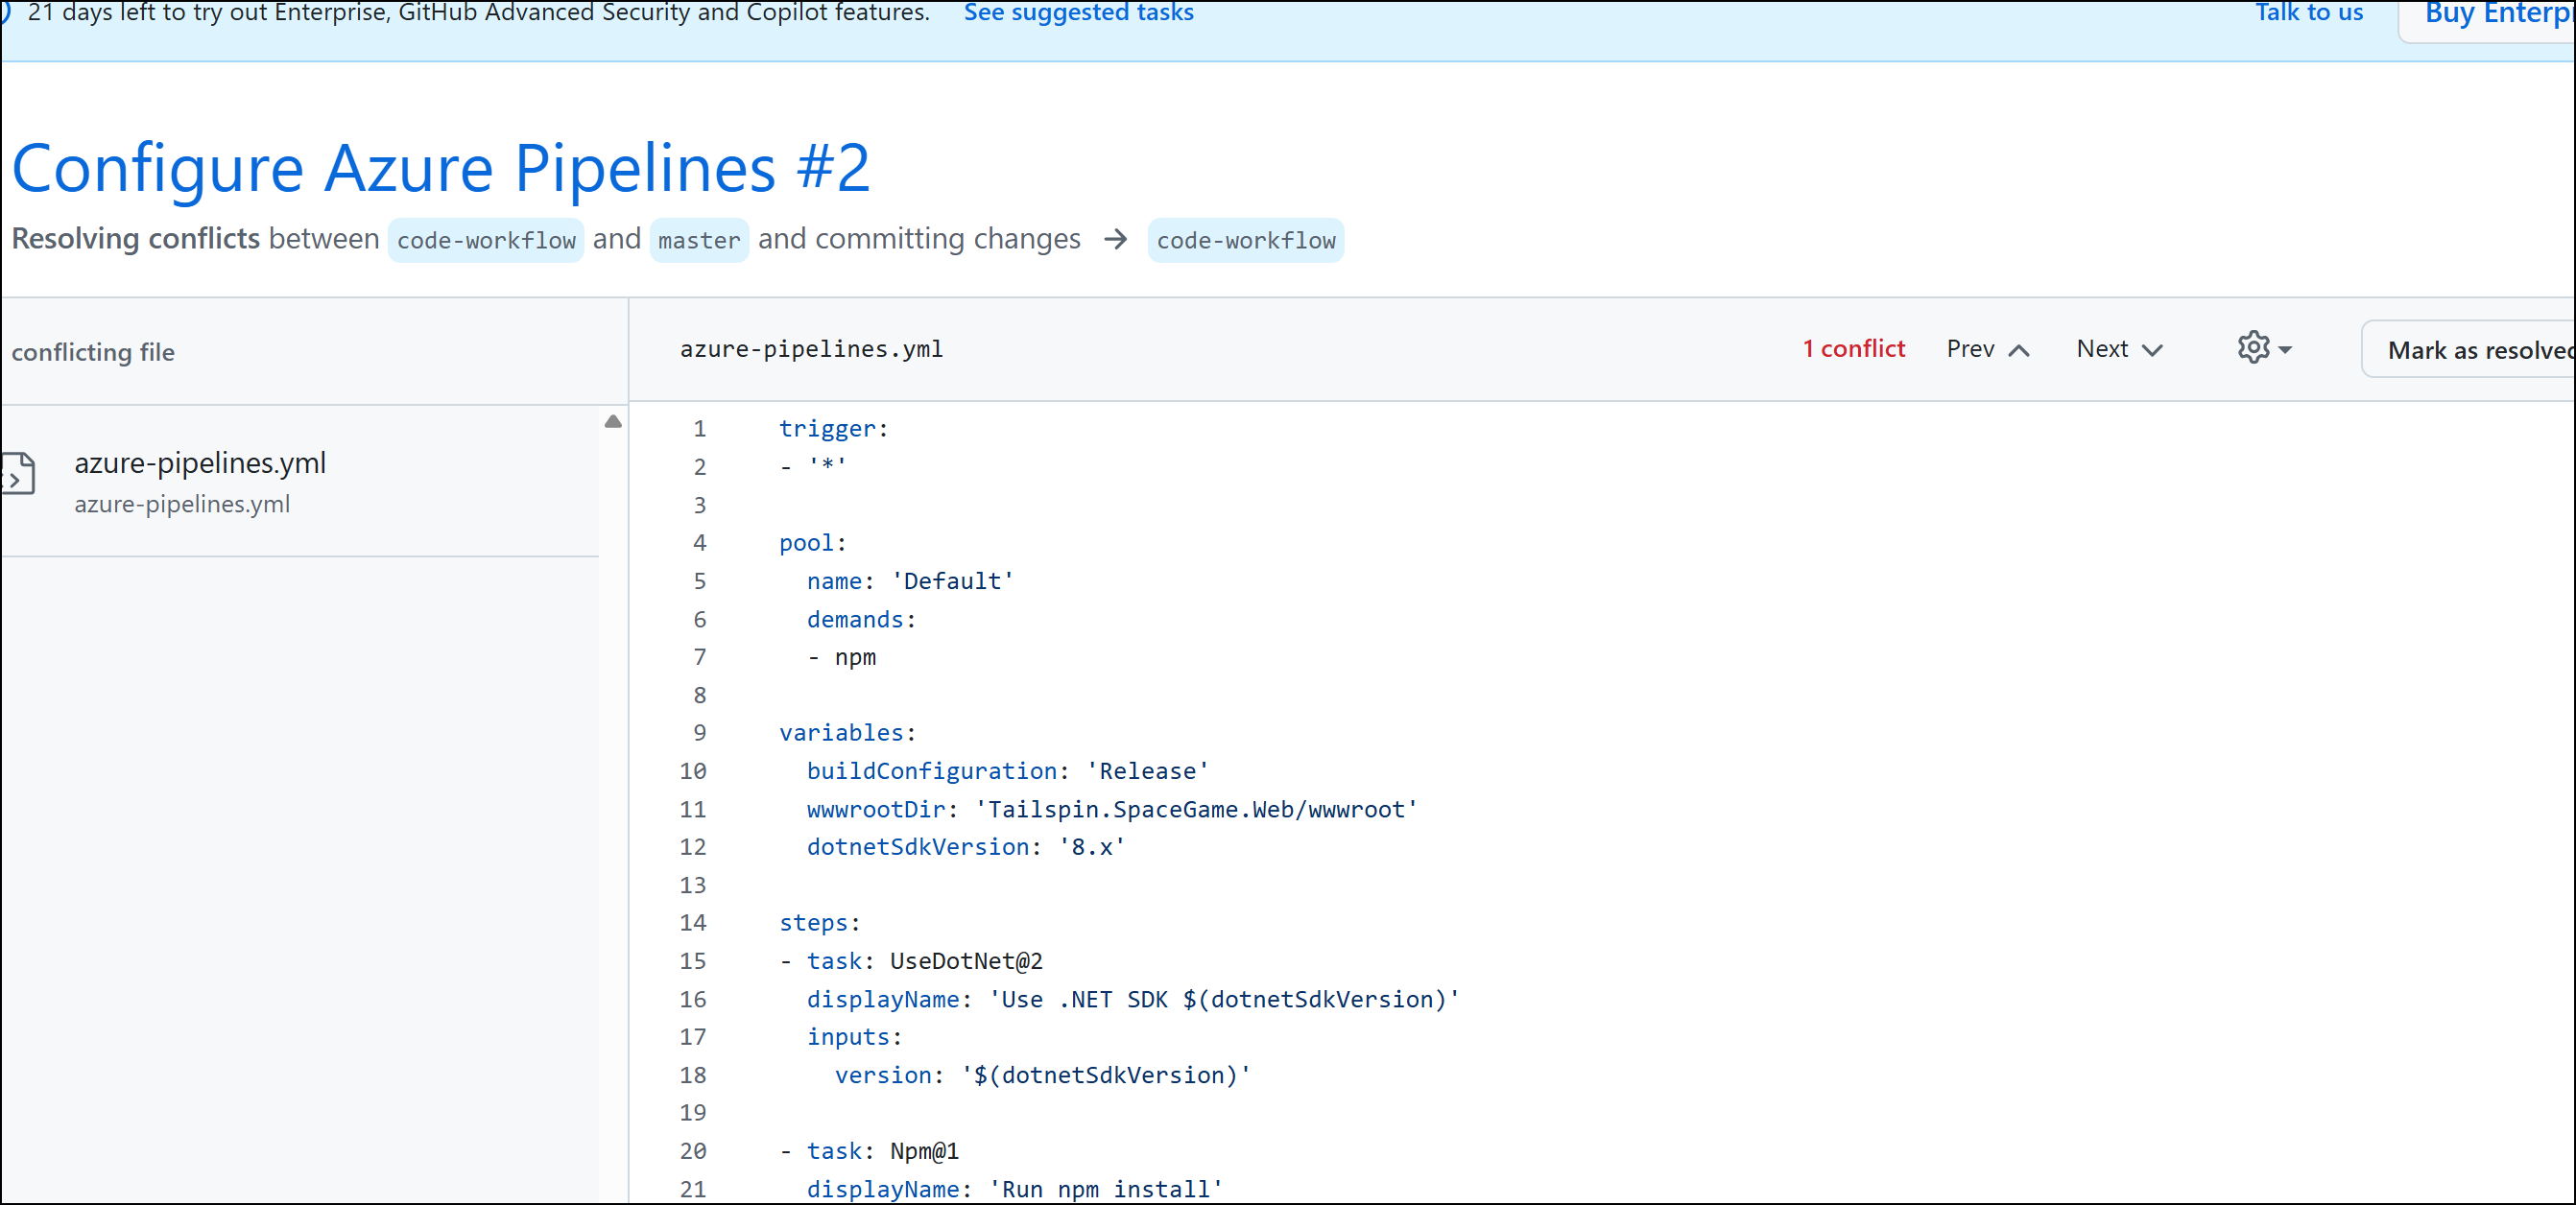 21 days left to try out Enterprise, GitHub Advanced Security and Copilot features. See suggested tasks Talk to us Buy Enterp
Configure Azure Pipelines #2
Resolving conflicts between code-workflow and master and committing changes → code-workflow
conflicting file
azure-pipelines.yml 1 conflict Prev Next Mark as resolved
azure-pipelines.yml
azure-pipelines.yml
1 trigger:
2 - '*'
3
4 pool:
5   name: 'Default'
6   demands:
7   - npm
8
9 variables:
10   buildConfiguration: 'Release'
11   wwwrootDir: 'Tailspin.SpaceGame.Web/wwwroot'
12   dotnetSdkVersion: '8.x'
13
14 steps:
15 - task: UseDotNet@2
16   displayName: 'Use .NET SDK $(dotnetSdkVersion)'
17   inputs:
18     version: '$(dotnetSdkVersion)'
19
20 - task: Npm@1
21   displayName: 'Run npm install'